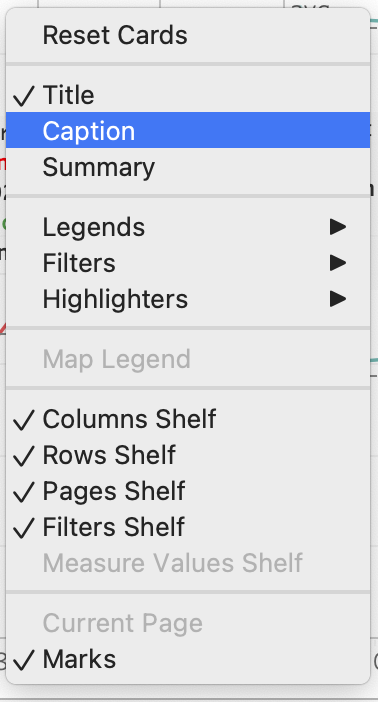 Reset Cards
✓ Title
Caption
Summary
Legends ▶
Filters ▶
Highlighters ▶
Map Legend
✓ Columns Shelf
✓ Rows Shelf
✓ Pages Shelf
✓ Filters Shelf
Measure Values Shelf
Current Page
✓ Marks